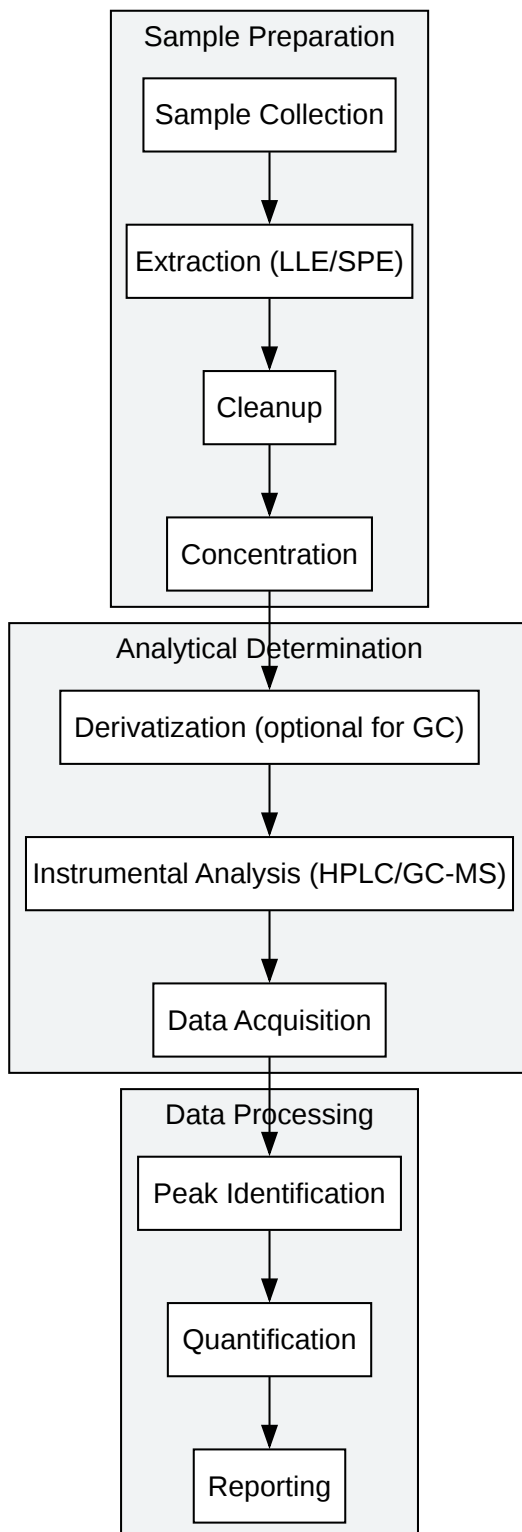 Sample Preparation
Sample Collection
Extraction (LLE/SPE)
Cleanup
Concentration
Analytical Determination
Derivatization (optional for GC)
Instrumental Analysis (HPLC/GC-MS)
Data Acquisition
Data Processing
Peak Identification
Quantification
Reporting